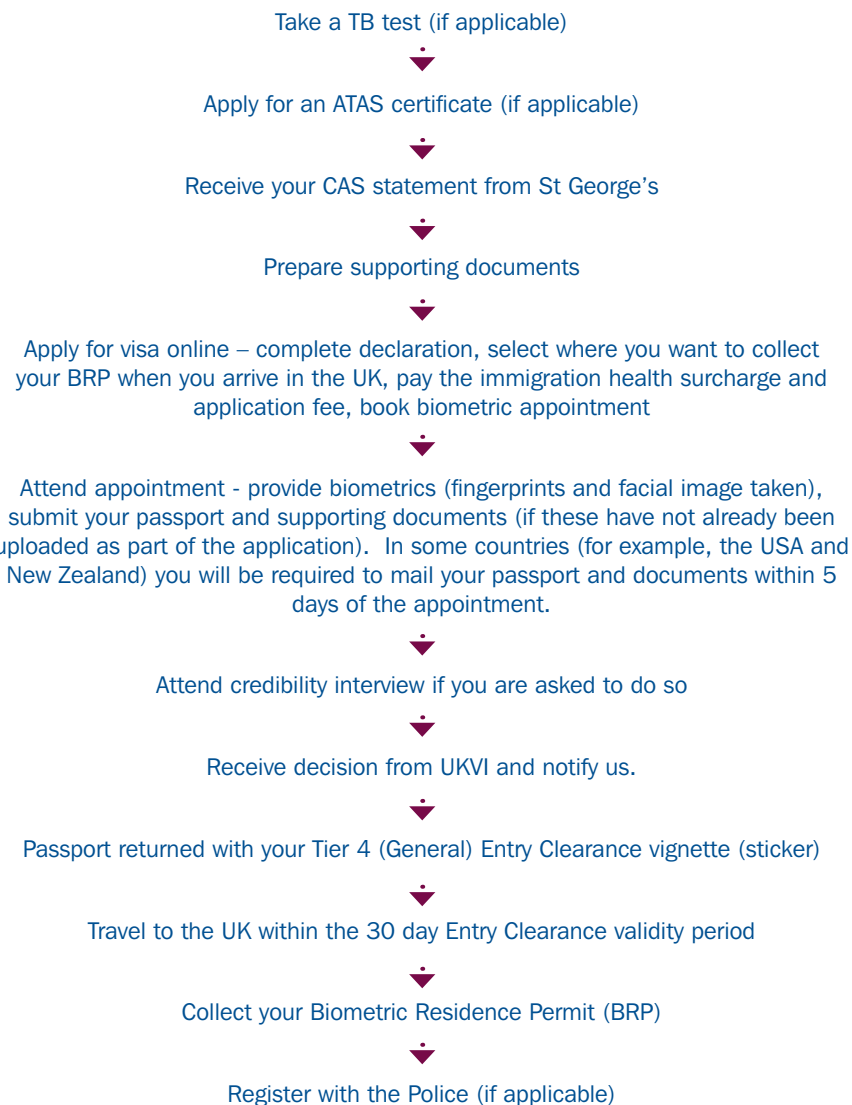 Take a TB test (if applicable)
Apply for an ATAS certificate (if applicable)
Receive your CAS statement from St George’s
Prepare supporting documents
Apply for visa online – complete declaration, select where you want to collect
your BRP when you arrive in the UK, pay the immigration health surcharge and
application fee, book biometric appointment
Attend appointment - provide biometrics (fingerprints and facial image taken),
submit your passport and supporting documents (if these have not already been
uploaded as part of the application).  In some countries (for example, the USA and
New Zealand) you will be required to mail your passport and documents within 5
days of the appointment.
Attend credibility interview if you are asked to do so
Receive decision from UKVI and notify us.
Passport returned with your Tier 4 (General) Entry Clearance vignette (sticker)
Travel to the UK within the 30 day Entry Clearance validity period
Collect your Biometric Residence Permit (BRP)
Register with the Police (if applicable)